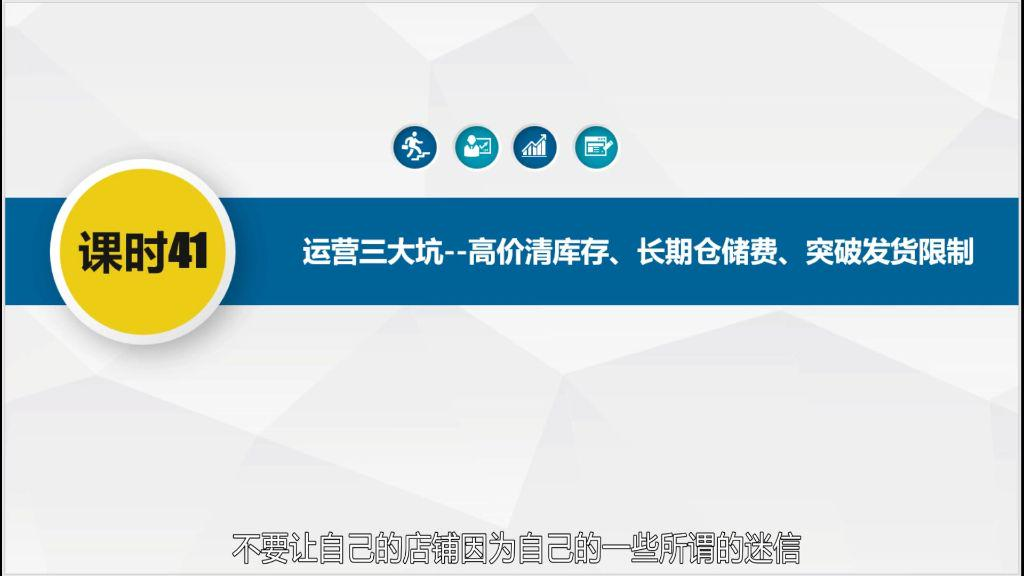 课时41
运营三大坑--高价清库存、长期仓储费、突破发货限制
不要让自己的店铺因为自己的一些所谓的迷信